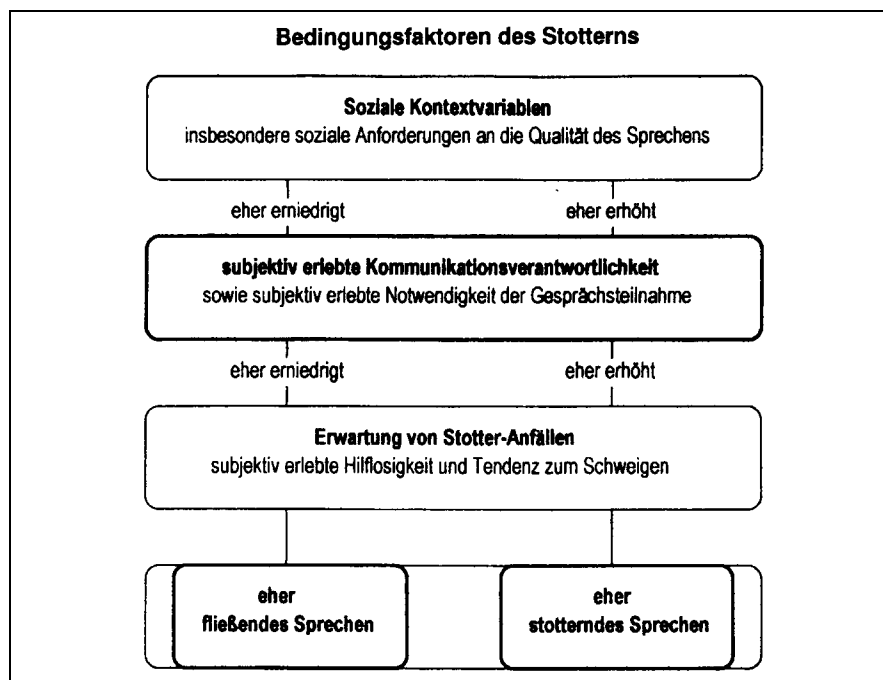 Bedingungsfaktoren des Stotterns
Soziale Kontextvariablen
insbesondere soziale Anforderungen an die Qualität des Sprechens
eher erniedrigt eher erhöht
subjektiv erlebte Kommunikationsverantwortlichkeit
sowie subjektiv erlebte Notwendigkeit der Gesprächsteilnahme
eher erniedrigt eher erhöht
Erwartung von Stotter-Anfällen
subjektiv erlebte Hilflosigkeit und Tendenz zum Schweigen
eher
fließendes Sprechen
eher
stotterndes Sprechen